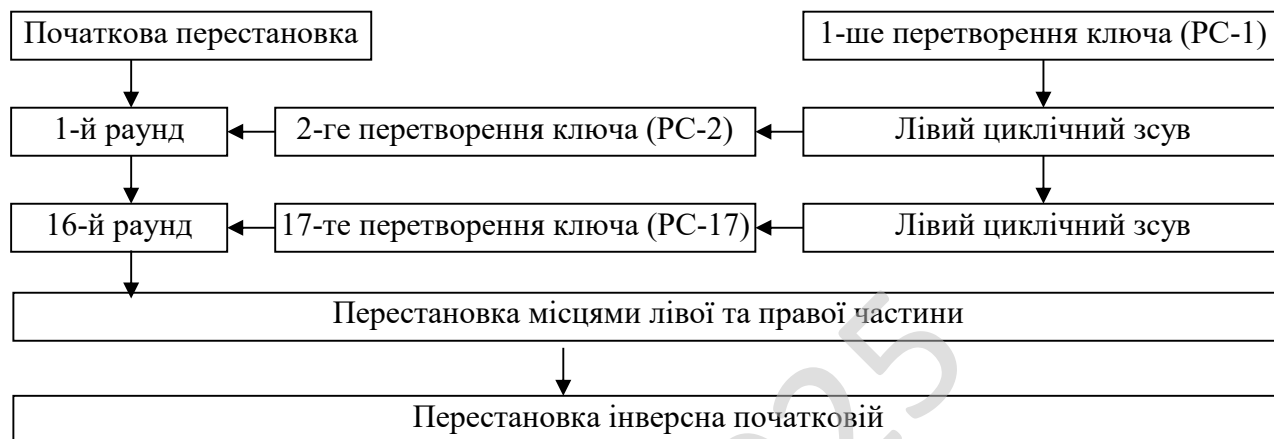 Початкова перестановка
1-ше перетворення ключа (PC-1)
1-й раунд
2-ге перетворення ключа (PC-2)
Лівий циклічний зсув
16-й раунд
17-те перетворення ключа (PC-17)
Лівий циклічний зсув
Перестановка місцями лівої та правої частини
Перестановка інверсна початковій
25